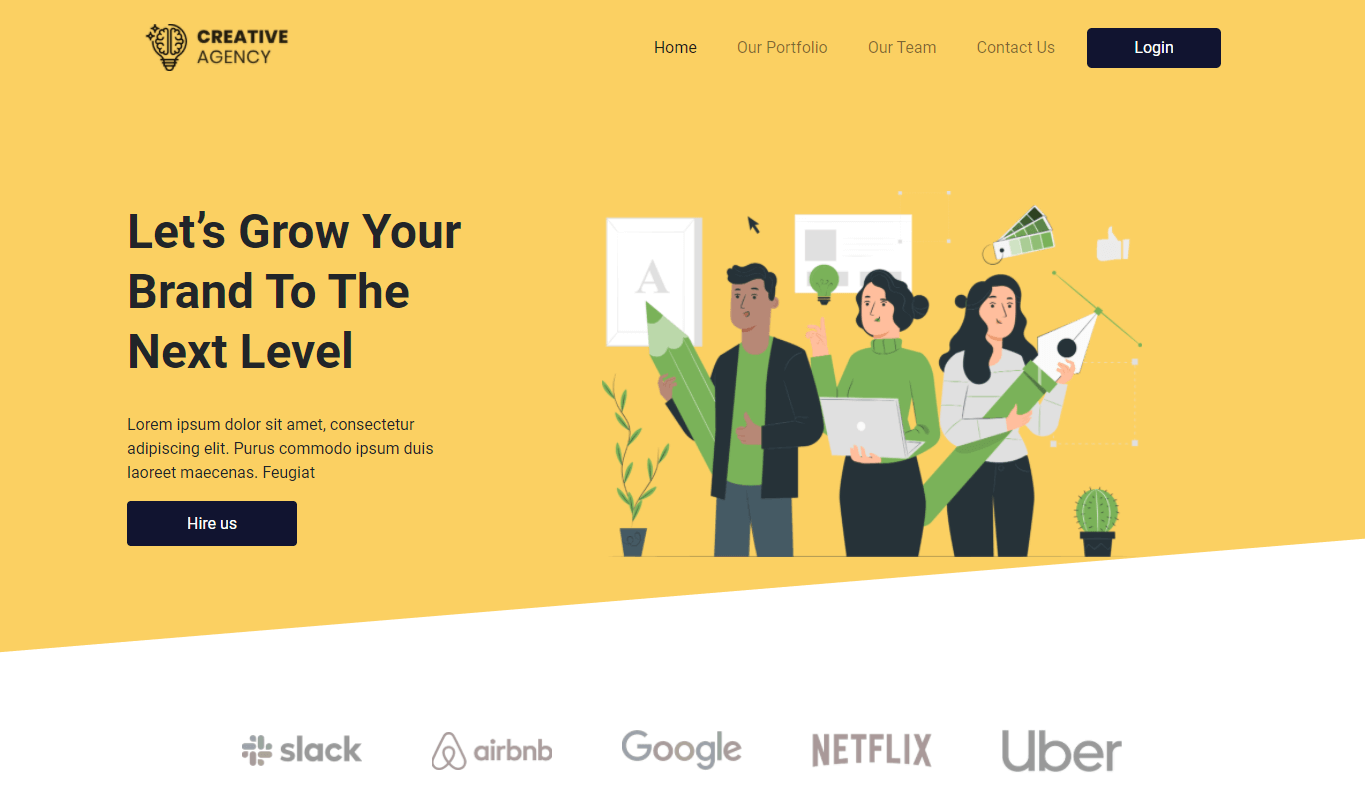 CREATIVE
AGENCY
Home Our Portfolio Our Team Contact Us Login
Let’s Grow Your
Brand To The
Next Level
A
Lorem ipsum dolor sit amet, consectetur
adipiscing elit. Purus commodo ipsum duis
laoreet maecenas. Feugiat
Hire us
slack airbnb Google NETFLIX Uber